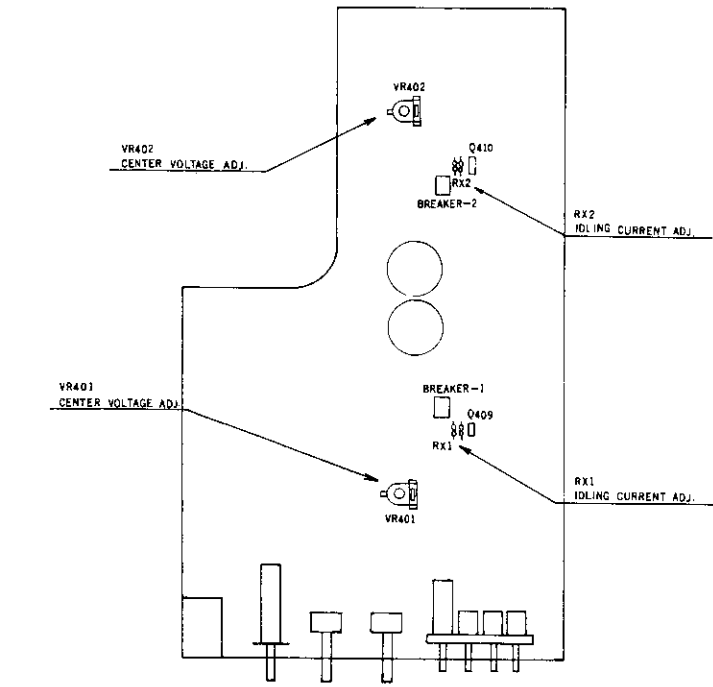 VR402
VR402
CENTER VOLTAGE ADJ.
Q410
RX2
BREAKER-2
RX2
IDLING CURRENT ADJ.
BREAKER-1
VR401
CENTER VOLTAGE ADJ.
Q409
RX1
RX1
IDLING CURRENT ADJ.
VR401